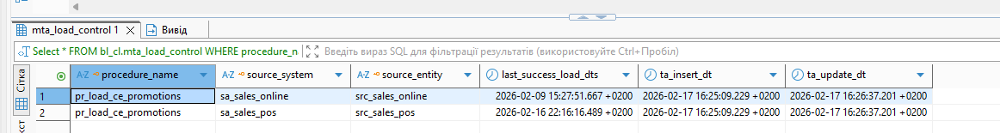 mta_load_control 1 Вивід
Select * FROM bl_cl.mta_load_control WHERE procedure_n Введіть вираз SQL для фільтрації результатів (використовуйте Ctrl+Пробіл)
Сітка
A-Z procedure_name A-Z source_system A-Z source_entity last_success_load_dts ta_insert_dt ta_update_dt
1 pr_load_ce_promotions sa_sales_online src_sales_online 2026-02-09 15:27:51.667 +0200 2026-02-17 16:25:09.229 +0200 2026-02-17 16:26:37.201 +0200
2 pr_load_ce_promotions sa_sales_pos src_sales_pos 2026-02-16 22:16:16.489 +0200 2026-02-17 16:25:09.229 +0200 2026-02-17 16:26:37.201 +0200